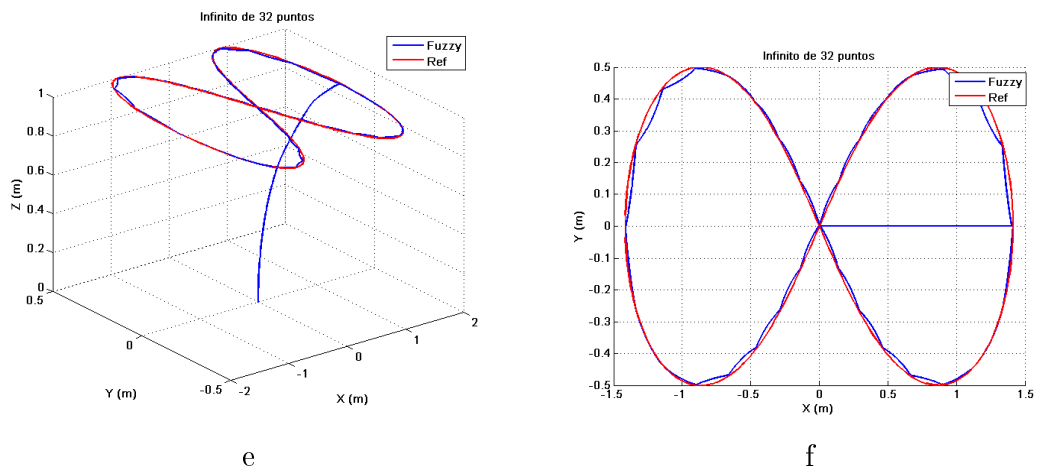 Infinito de 32 puntos
Fuzzy
Ref
1
0.8
0.6
0.4
0.2
0
Z (m)
0.5
0
-0.5
Y (m)
-2
-1
0
1
2
X (m)
e
Infinito de 32 puntos
Fuzzy
Ref
0.5
0.4
0.3
0.2
0.1
0
-0.1
-0.2
-0.3
-0.4
-0.5
Y (m)
-1.5
-1
-0.5
0
0.5
1
1.5
X (m)
f